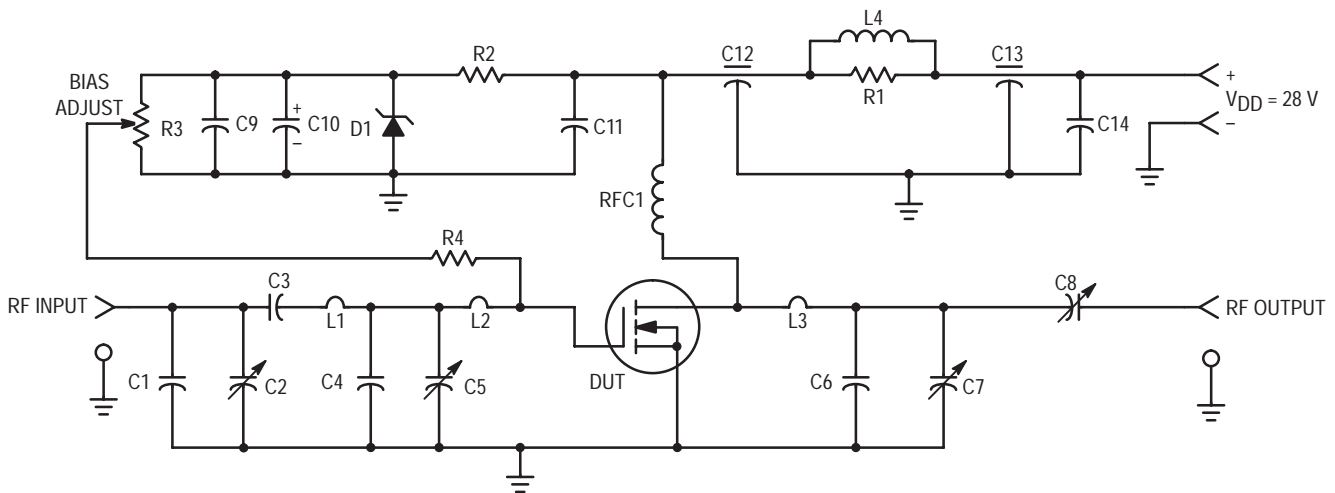 L4
C12
C13
R2
BIAS
ADJUST
R1
+
VDD = 28 V
–
R3
C9
+
C10
–
D1
C11
C14
RFC1
R4
C3
C8
RF INPUT
L1
L2
L3
RF OUTPUT
C1
C2
C4
C5
DUT
C6
C7